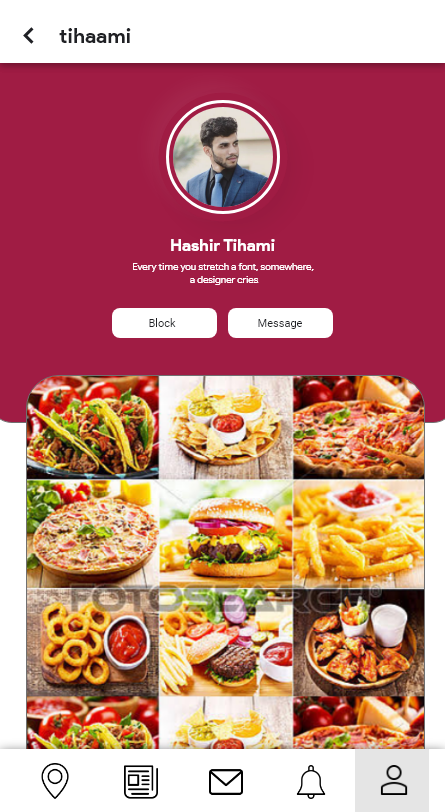 tihaami
Hashir Tihami
Every time you stretch a font, somewhere,
a designer cries
Block
Message
FOTOSEARCH